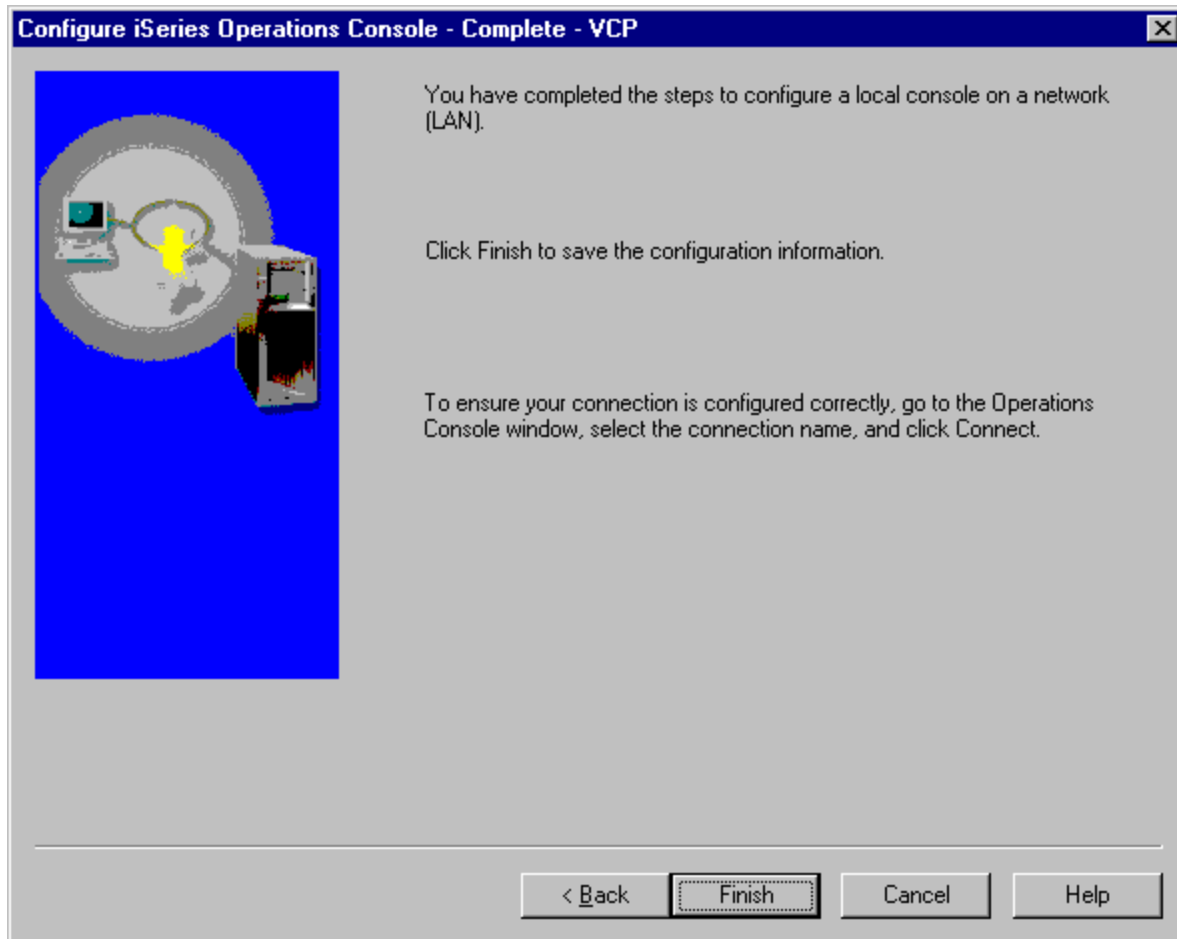 Configure iSeries Operations Console - Complete - VCP
You have completed the steps to configure a local console on a network
(LAN).
Click Finish to save the configuration information.
To ensure your connection is configured correctly, go to the Operations
Console window, select the connection name, and click Connect.
< Back
Finish
Cancel
Help